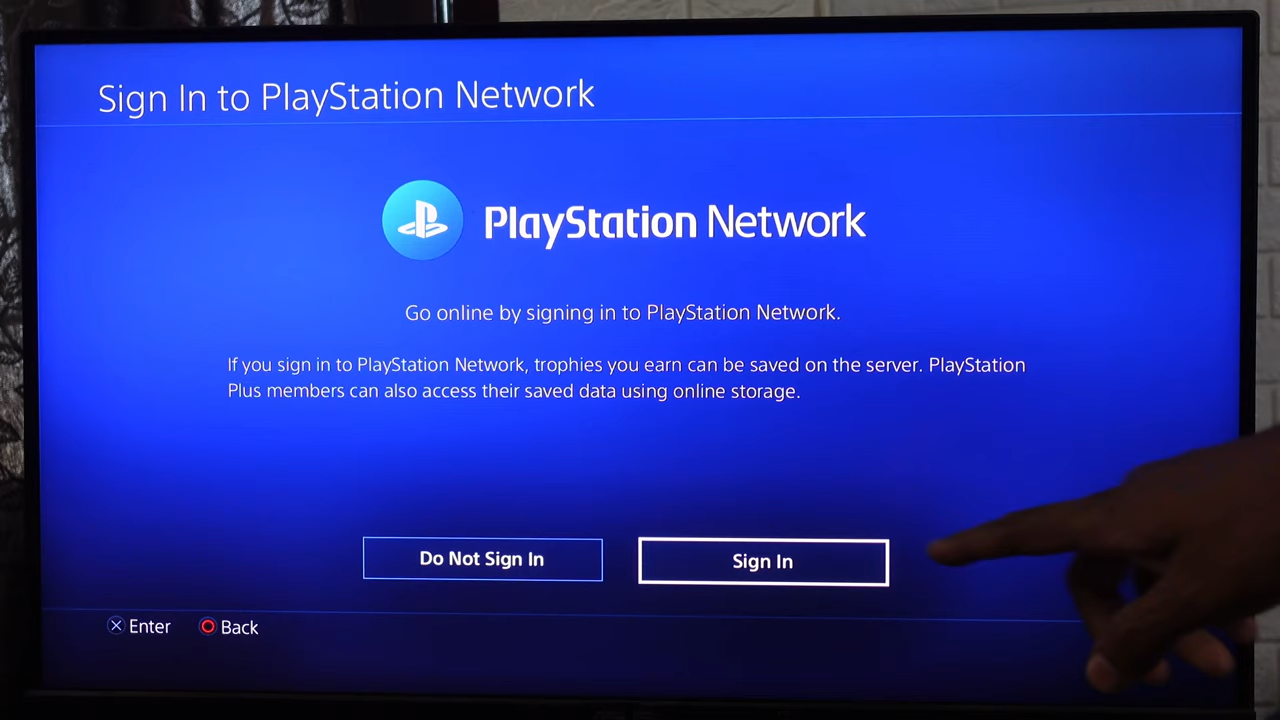 Sign In to PlayStation Network
PlayStation Network
Go online by signing in to PlayStation Network.
If you sign in to PlayStation Network, trophies you earn can be saved on the server. PlayStation
Plus members can also access their saved data using online storage.
Do Not Sign In
Sign In
Enter
Back